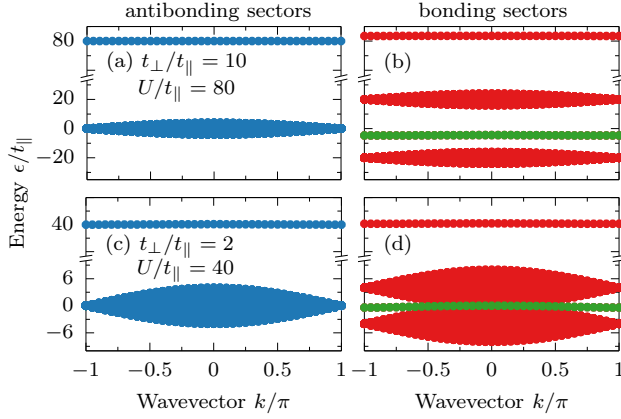 antibonding sectors
bonding sectors
80
20
0
−20
(a) t⊥/t∥ = 10
U/t∥ = 80
(b)
Energy ϵ/t∥
40
6
0
−6
(c) t⊥/t∥ = 2
U/t∥ = 40
(d)
−1 −0.5 0 0.5 1
−1 −0.5 0 0.5 1
Wavevector k/π
Wavevector k/π